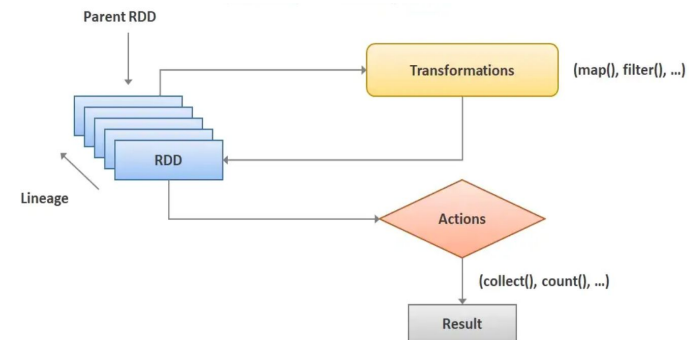 Parent RDD
Transformations
(map(), filter(), ...)
RDD
Lineage
Actions
(collect(), count(), ...)
Result